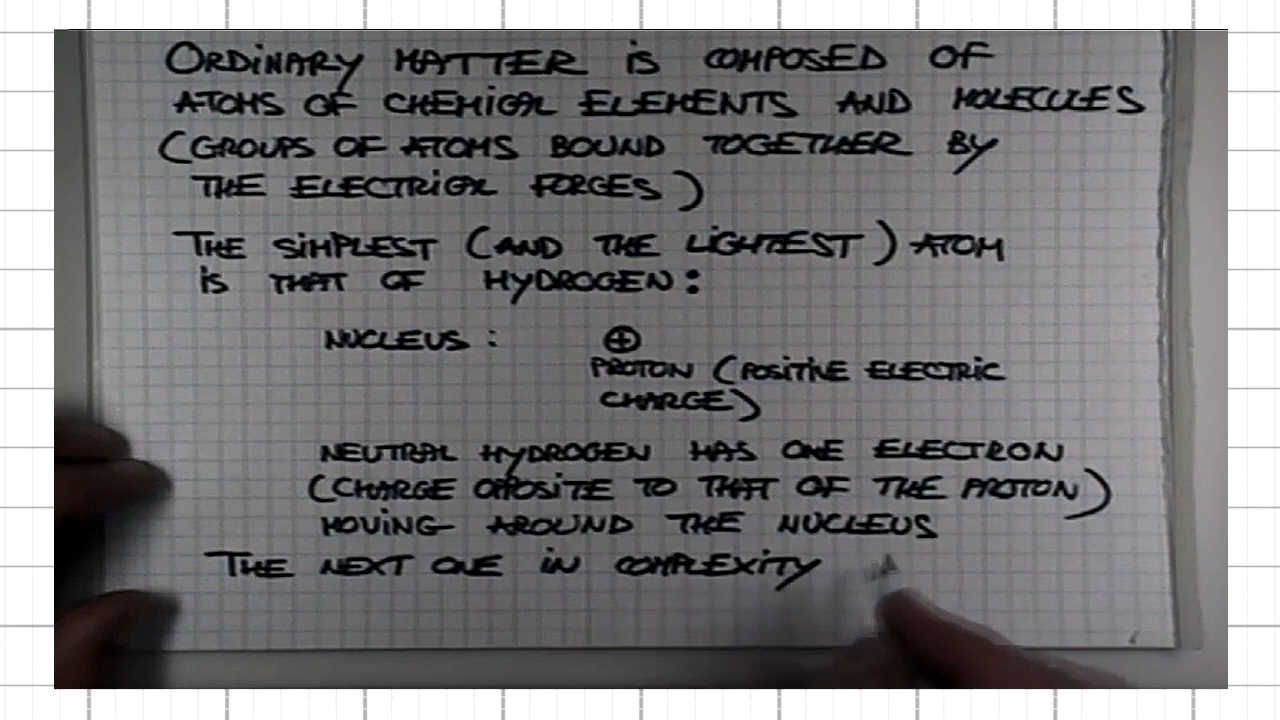 ORDINARY MATTER IS COMPOSED OF
ATOMS OF CHEMICAL ELEMENTS AND MOLECULES
(GROUPS OF ATOMS BOUND TOGETHER BY
THE ELECTRICAL FORCES)
THE SIMPLEST (AND THE LIGHTEST) ATOM
IS THAT OF HYDROGEN:
NUCLEUS: ⊕
PROTON (POSITIVE ELECTRIC
CHARGE)
NEUTRAL HYDROGEN HAS ONE ELECTRON
(CHARGE OPPOSITE TO THAT OF THE PROTON)
MOVING AROUND THE NUCLEUS
THE NEXT ONE IN COMPLEXITY